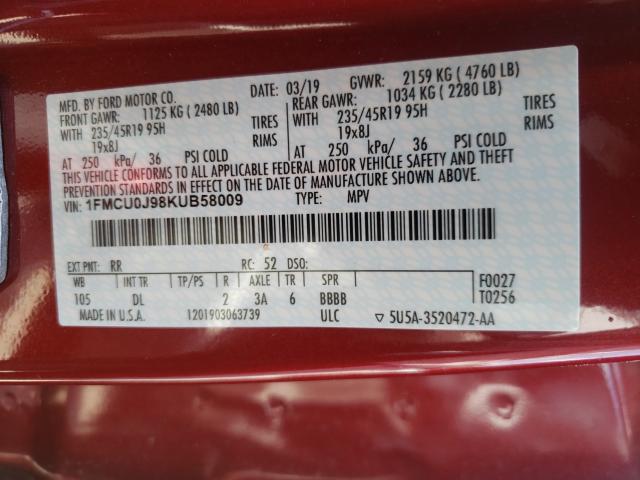 MFD. BY FORD MOTOR CO. DATE: 03/19 GVWR: 2159 KG ( 4760 LB)
FRONT GAWR: 1125 KG ( 2480 LB) REAR GAWR: 1034 KG ( 2280 LB)
WITH 235/45R19 95H TIRES WITH 235/45R19 95H TIRES
19x8J RIMS 19x8J RIMS
AT 250 kPa/ 36 PSI COLD AT 250 kPa/ 36 PSI COLD
THIS VEHICLE CONFORMS TO ALL APPLICABLE FEDERAL MOTOR VEHICLE SAFETY AND THEFT
PREVENTION STANDARDS IN EFFECT ON THE DATE OF MANUFACTURE SHOWN ABOVE.
VIN: 1FMCU0J98KUB58009 TYPE: MPV
EXT PNT: RR RC: 52 DSO:
WB INT TR TP/PS R AXLE TR SPR F0027
105 DL 2 3A 6 BBBB T0256
MADE IN U.S.A. 1201903063739 ULC ▽ 5U5A-3520472-AA